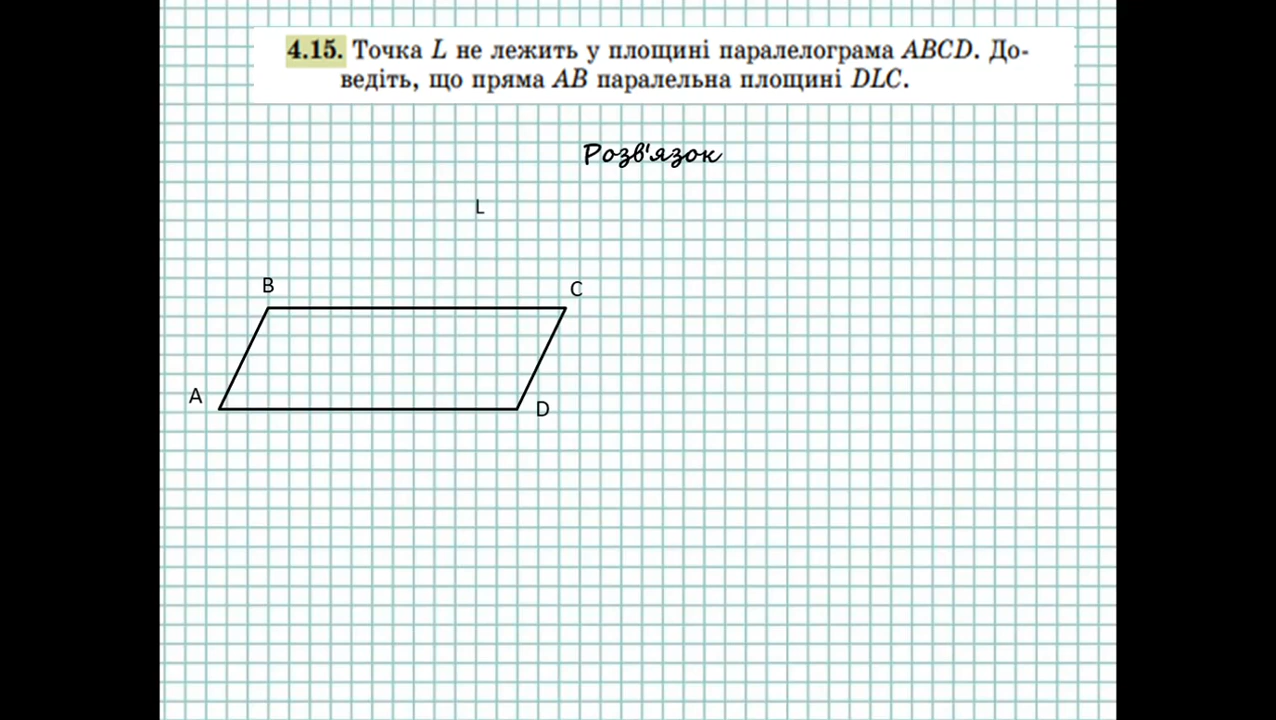 4.15. Точка L не лежить у площині паралелограма ABCD. До-
ведіть, що пряма AB паралельна площині DLC.
Розв'язок
L
B
C
A
D